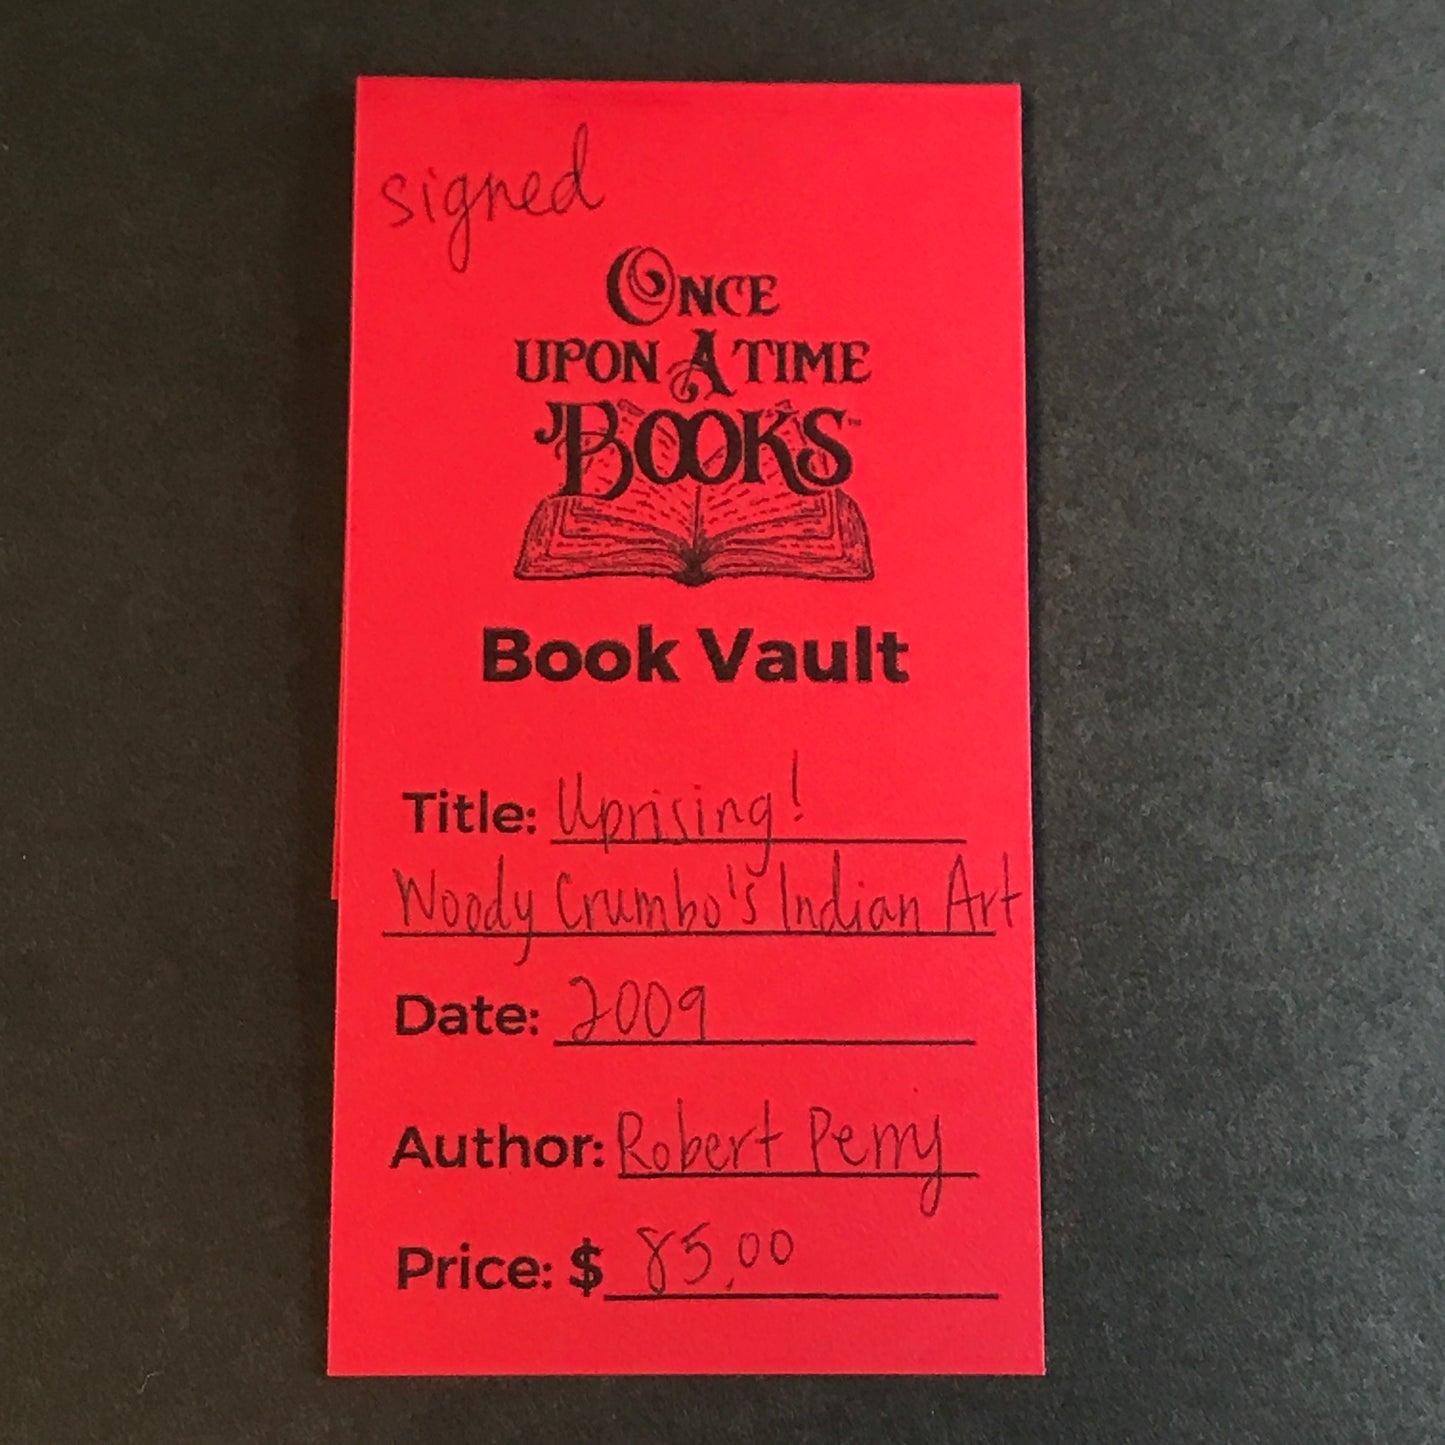 signed
ONCE
UPON A TIME
BOOKS™
Book Vault
Title: Uprising!
Woody Crumbo's Indian Art
Date: 2009
Author: Robert Perry
Price: $ 85.00